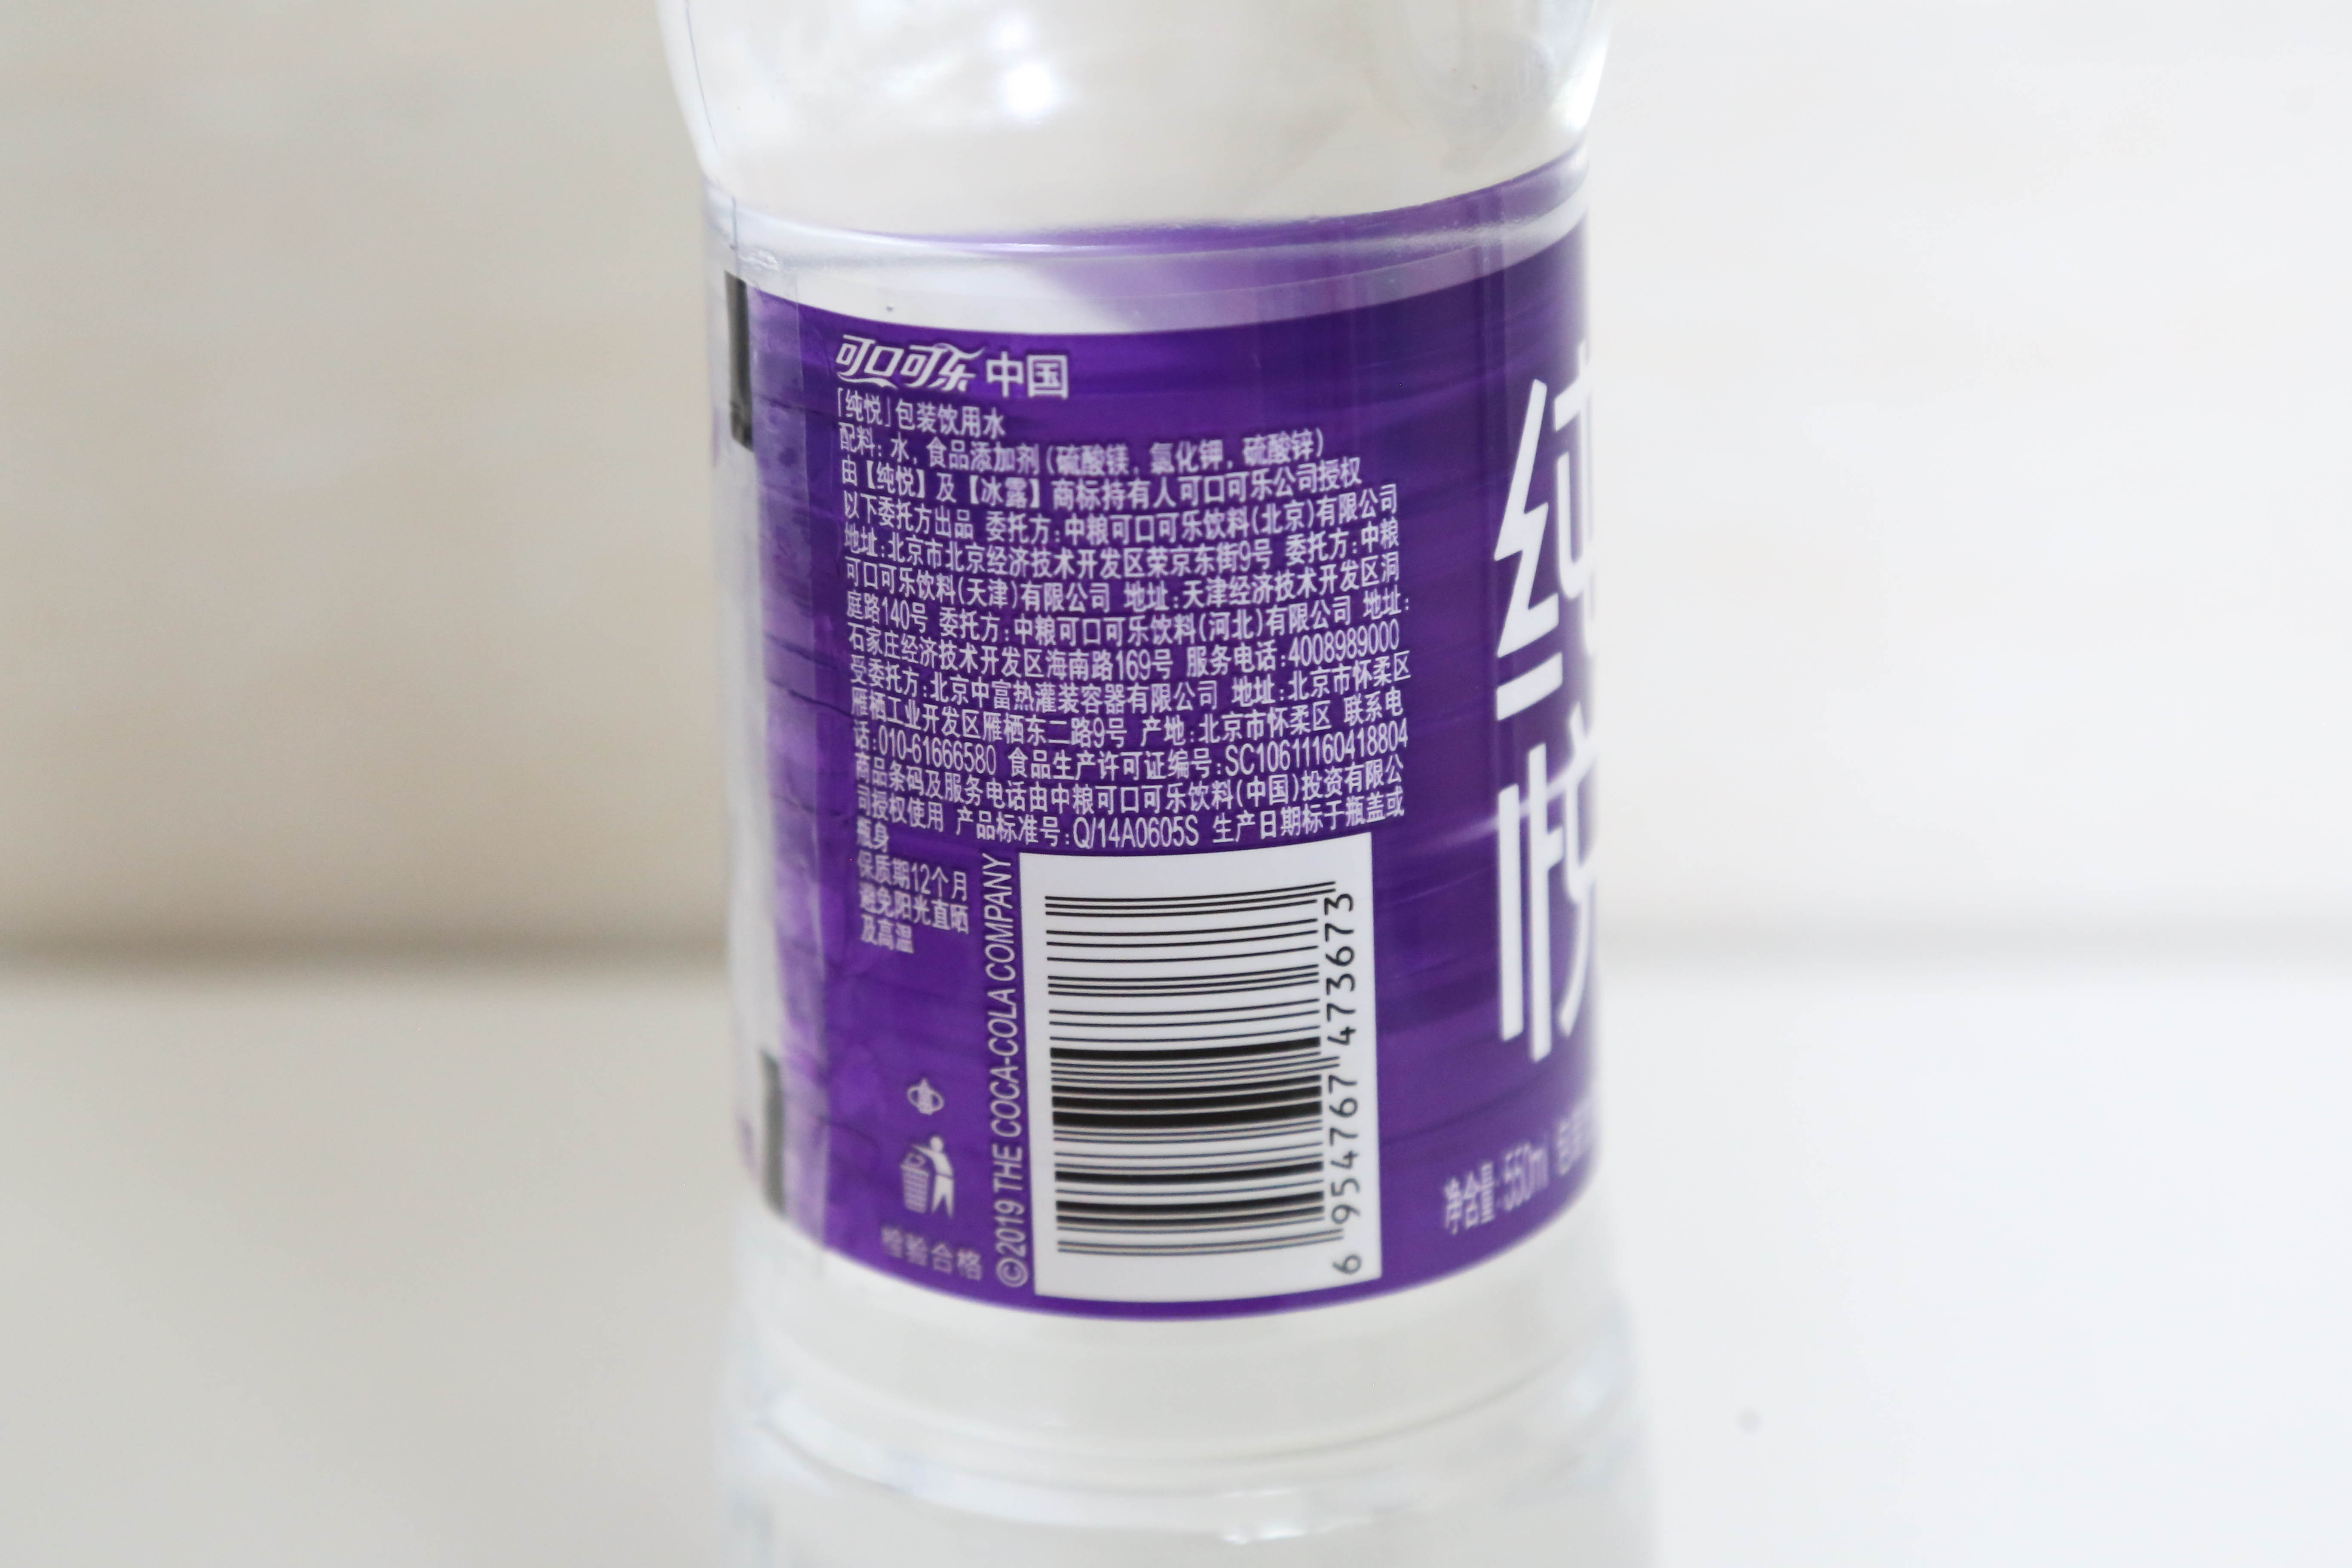 可口可乐 中国
「纯悦」包装饮用水
配料: 水, 食品添加剂 (硫酸镁, 氯化钾, 硫酸锌)
由【纯悦】及【冰露】商标持有人可口可乐公司授权
以下委托方出品 委托方:中粮可口可乐饮料(北京)有限公司
地址:北京市北京经济技术开发区荣京东街9号 委托方:中粮
可口可乐饮料(天津)有限公司 地址:天津经济技术开发区洞
庭路140号 委托方:中粮可口可乐饮料(河北)有限公司 地址:
石家庄经济技术开发区海南路169号 服务电话:4008989000
受委托方:北京中富热灌装容器有限公司 地址:北京市怀柔区
雁栖工业开发区雁栖东二路9号 产地:北京市怀柔区 联系电
话:010-61666580 食品生产许可证编号:SC10611160418804
商品条码及服务电话由中粮可口可乐饮料(中国)投资有限公
司授权使用 产品标准号:Q/14A0605S 生产日期标于瓶盖或
瓶身
保质期12个月
避免阳光直晒
及高温
检验合格
©2019 THE COCA-COLA COMPANY
6 954767 473673
纯悦
净含量:550ml